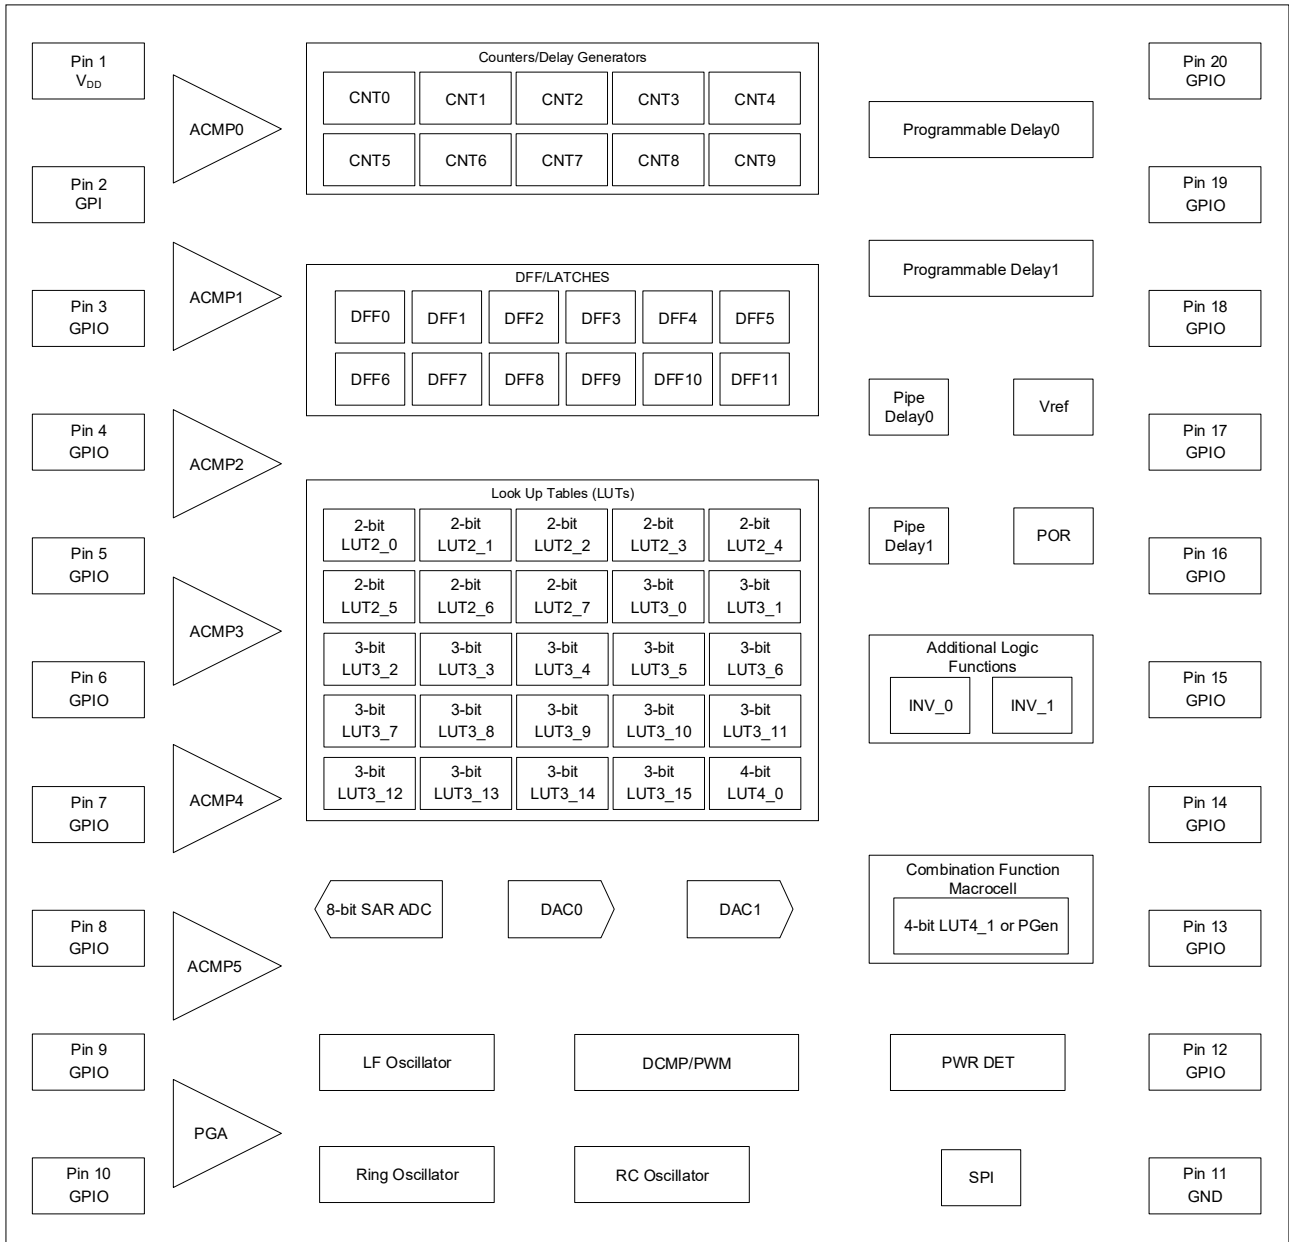 Pin 1
VDD
Pin 2
GPI
Pin 3
GPIO
Pin 4
GPIO
Pin 5
GPIO
Pin 6
GPIO
Pin 7
GPIO
Pin 8
GPIO
Pin 9
GPIO
Pin 10
GPIO
ACMP0
ACMP1
ACMP2
ACMP3
ACMP4
ACMP5
PGA
Counters/Delay Generators
CNT0 CNT1 CNT2 CNT3 CNT4
CNT5 CNT6 CNT7 CNT8 CNT9
DFF/LATCHES
DFF0 DFF1 DFF2 DFF3 DFF4 DFF5
DFF6 DFF7 DFF8 DFF9 DFF10 DFF11
Look Up Tables (LUTs)
2-bit 2-bit 2-bit 2-bit 2-bit
LUT2_0 LUT2_1 LUT2_2 LUT2_3 LUT2_4
2-bit 2-bit 2-bit 3-bit 3-bit
LUT2_5 LUT2_6 LUT2_7 LUT3_0 LUT3_1
3-bit 3-bit 3-bit 3-bit 3-bit
LUT3_2 LUT3_3 LUT3_4 LUT3_5 LUT3_6
3-bit 3-bit 3-bit 3-bit 3-bit
LUT3_7 LUT3_8 LUT3_9 LUT3_10 LUT3_11
3-bit 3-bit 3-bit 3-bit 4-bit
LUT3_12 LUT3_13 LUT3_14 LUT3_15 LUT4_0
8-bit SAR ADC
DAC0
DAC1
LF Oscillator
DCMP/PWM
Ring Oscillator
RC Oscillator
Programmable Delay0
Programmable Delay1
Pipe
Delay0
Vref
Pipe
Delay1
POR
Additional Logic
Functions
INV_0 INV_1
Combination Function
Macrocell
4-bit LUT4_1 or PGen
PWR DET
SPI
Pin 20
GPIO
Pin 19
GPIO
Pin 18
GPIO
Pin 17
GPIO
Pin 16
GPIO
Pin 15
GPIO
Pin 14
GPIO
Pin 13
GPIO
Pin 12
GPIO
Pin 11
GND